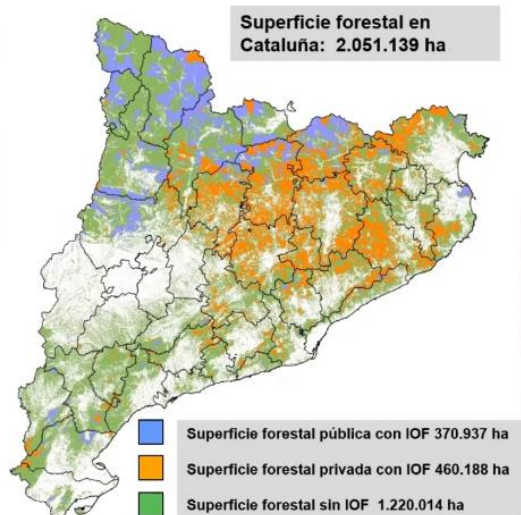 Superficie forestal en
Cataluña: 2.051.139 ha
Superficie forestal pública con IOF 370.937 ha
Superficie forestal privada con IOF 460.188 ha
Superficie forestal sin IOF 1.220.014 ha